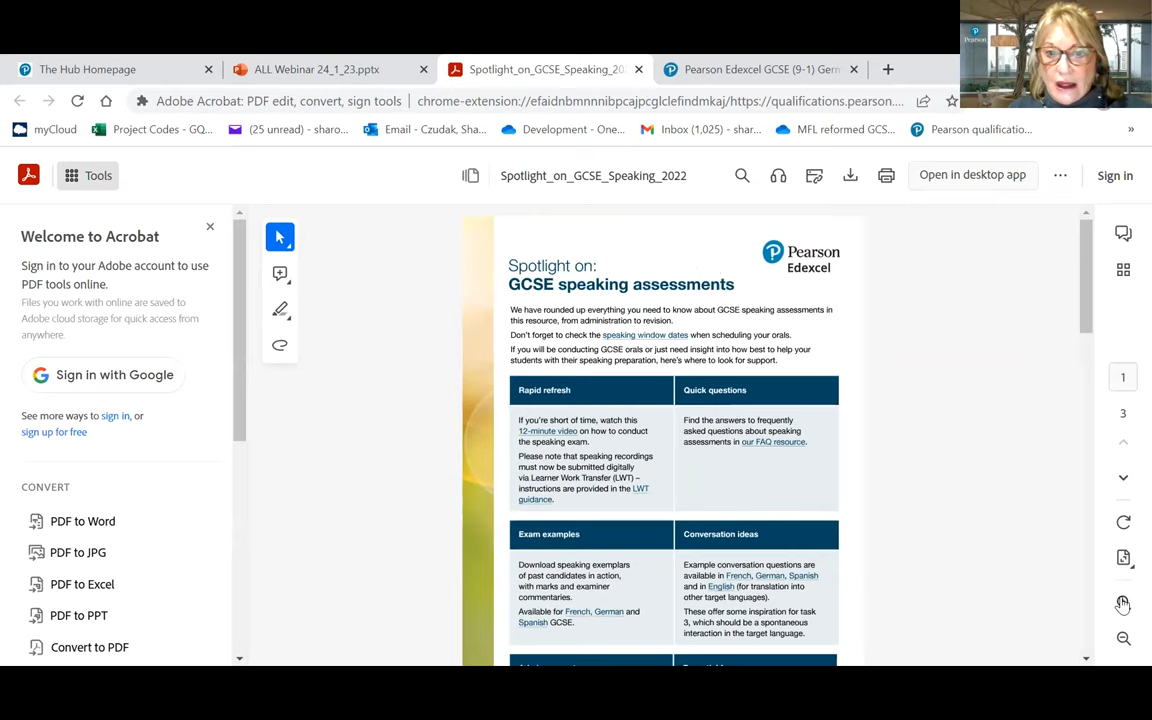 The Hub Homepage
ALL Webinar 24_1_23.pptx
Spotlight_on_GCSE_Speaking_20
Pearson Edexcel GCSE (9-1) Germ
Pearson
Adobe Acrobat: PDF edit, convert, sign tools
chrome-extension://efaidnbmnnnibpcajpcglclefindmkaj/https://qualifications.pearson....
myCloud
Project Codes - GQ...
(25 unread) - sharo...
Email - Czudak, Sha...
Development - One...
Inbox (1,025) - shar...
MFL reformed GCS...
Pearson qualificatio...
»
Tools
Spotlight_on_GCSE_Speaking_2022
Open in desktop app
Sign in
Welcome to Acrobat
Sign in to your Adobe account to use
PDF tools online.
Files you work with online are saved to
Adobe cloud storage for quick access from
anywhere.
Sign in with Google
See more ways to sign in, or
sign up for free
CONVERT
PDF to Word
PDF to JPG
PDF to Excel
PDF to PPT
Convert to PDF
Pearson
Edexcel
Spotlight on:
GCSE speaking assessments
We have rounded up everything you need to know about GCSE speaking assessments in
this resource, from administration to revision.
Don't forget to check the speaking window dates when scheduling your orals.
If you will be conducting GCSE orals or just need insight into how best to help your
students with their speaking preparation, here's where to look for support.
Rapid refresh
If you're short of time, watch this
12-minute video on how to conduct
the speaking exam.
Please note that speaking recordings
must now be submitted digitally
via Learner Work Transfer (LWT) –
instructions are provided in the LWT
guidance.
Quick questions
Find the answers to frequently
asked questions about speaking
assessments in our FAQ resource.
Exam examples
Download speaking exemplars
of past candidates in action,
with marks and examiner
commentaries.
Available for French, German and
Spanish GCSE.
Conversation ideas
Example conversation questions are
available in French, German, Spanish
and in English (for translation into
other target languages).
These offer some inspiration for task
3, which should be a spontaneous
interaction in the target language.
1
3